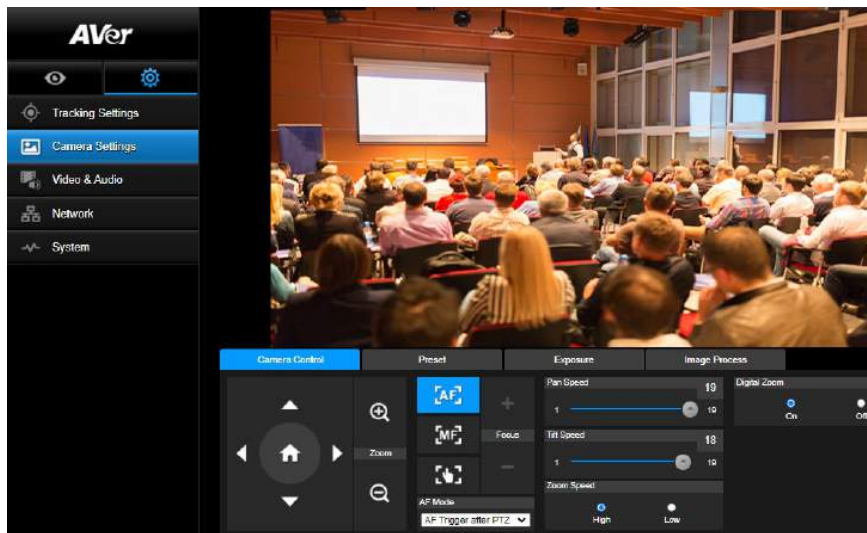 AVer
Tracking Settings
Camera Settings
Video & Audio
Network
System
Camera Control
Preset
Exposure
Image Process
Zoom
AF
MF
Focus
AF Mode
AF Trigger after PTZ
Pan Speed
19
1
19
Tilt Speed
18
1
19
Zoom Speed
High
Low
Digital Zoom
On
Off